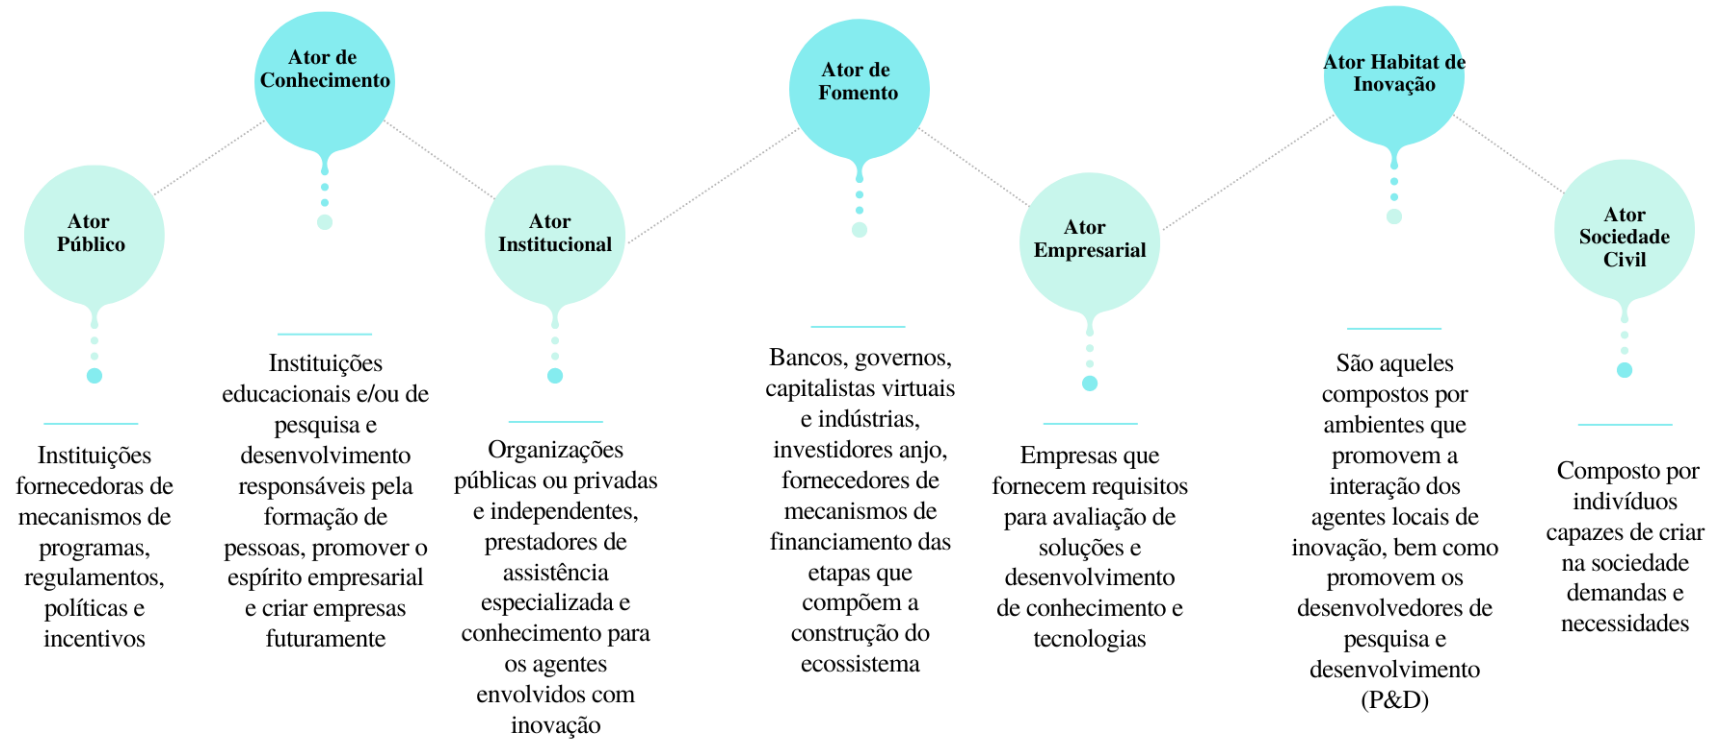 Ator
Público
Instituições
fornecedoras de
mecanismos de
programas,
regulamentos,
políticas e
incentivos
Ator de
Conhecimento
Instituições
educacionais e/ou de
pesquisa e
desenvolvimento
responsáveis pela
formação de
pessoas, promover o
espírito empresarial
e criar empresas
futuramente
Ator
Institucional
Organizações
públicas ou privadas
e independentes,
prestadores de
assistência
especializada e
conhecimento para
os agentes
envolvidos com
inovação
Ator de
Fomento
Bancos, governos,
capitalistas virtuais
e indústrias,
investidores anjo,
fornecedores de
mecanismos de
financiamento das
etapas que
compõem a
construção do
ecossistema
Ator
Empresarial
Empresas que
fornecem requisitos
para avaliação de
soluções e
desenvolvimento
de conhecimento e
tecnologias
Ator Habitat de
Inovação
São aqueles
compostos por
ambientes que
promovem a
interação dos
agentes locais de
inovação, bem como
promovem os
desenvolvedores de
pesquisa e
desenvolvimento
(P&D)
Ator
Sociedade
Civil
Composto por
indivíduos
capazes de criar
na sociedade
demandas e
necessidades